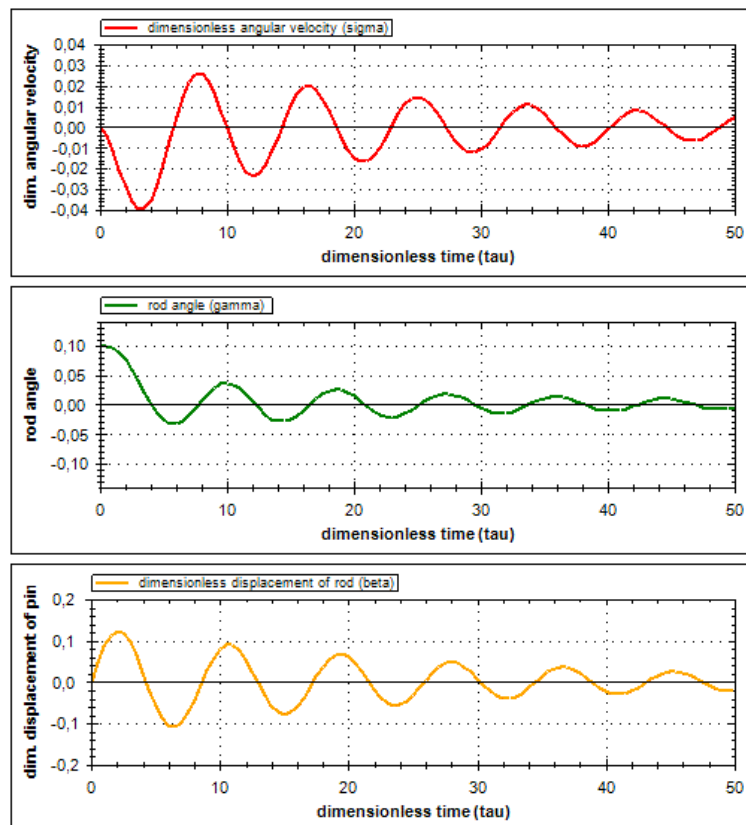 dimensionless angular velocity (sigma)
dim. angular velocity
0,04
0,03
0,02
0,01
0,00
-0,01
-0,02
-0,03
-0,04
0 10 20 30 40 50
dimensionless time (tau)
rod angle (gamma)
rod angle
0,10
0,05
0,00
-0,05
-0,10
0 10 20 30 40 50
dimensionless time (tau)
dimensionless displacement of rod (beta)
dim. displacement of pin
0,2
0,1
0,0
-0,1
-0,2
0 10 20 30 40 50
dimensionless time (tau)